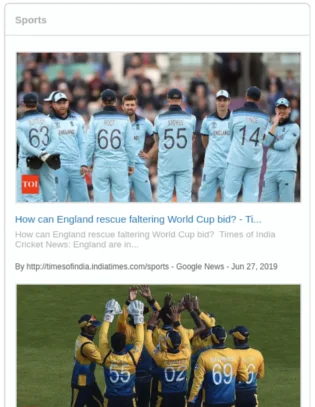 Sports
63
66
55
14
TOI
How can England rescue faltering World Cup bid? - Ti...
How can England rescue faltering World Cup bid? Times of India
Cricket News: England are in...
By http://timesofindia.indiatimes.com/sports - Google News - Jun 27, 2019
55
02
69